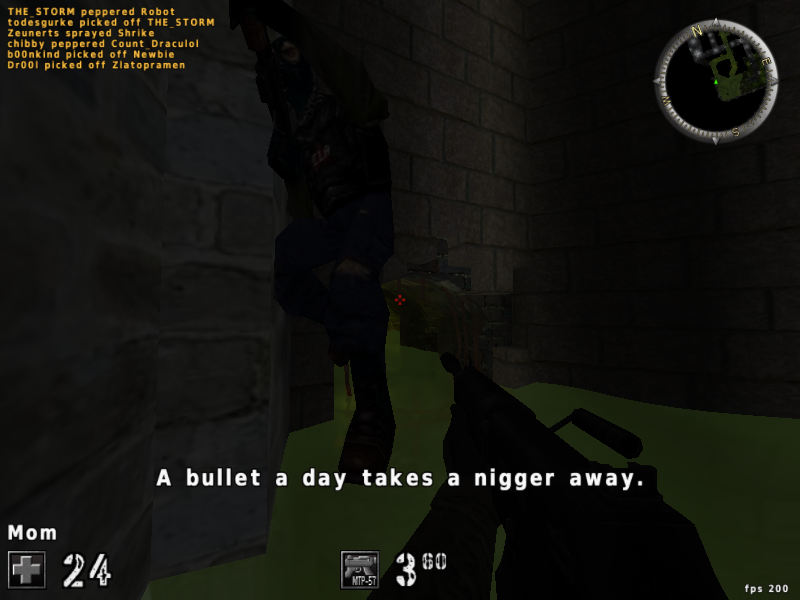 THE_STORM peppered Robot
todesgurke picked off THE_STORM
Zeunerts sprayed Shrike
chibby peppered Count_Draculol
b00nkind picked off Newbie
Dr00l picked off Zlatopramen
N
E
W
S
CLA
A bullet a day takes a nigger away.
Mom
24
MTP-57
3 60
fps 200